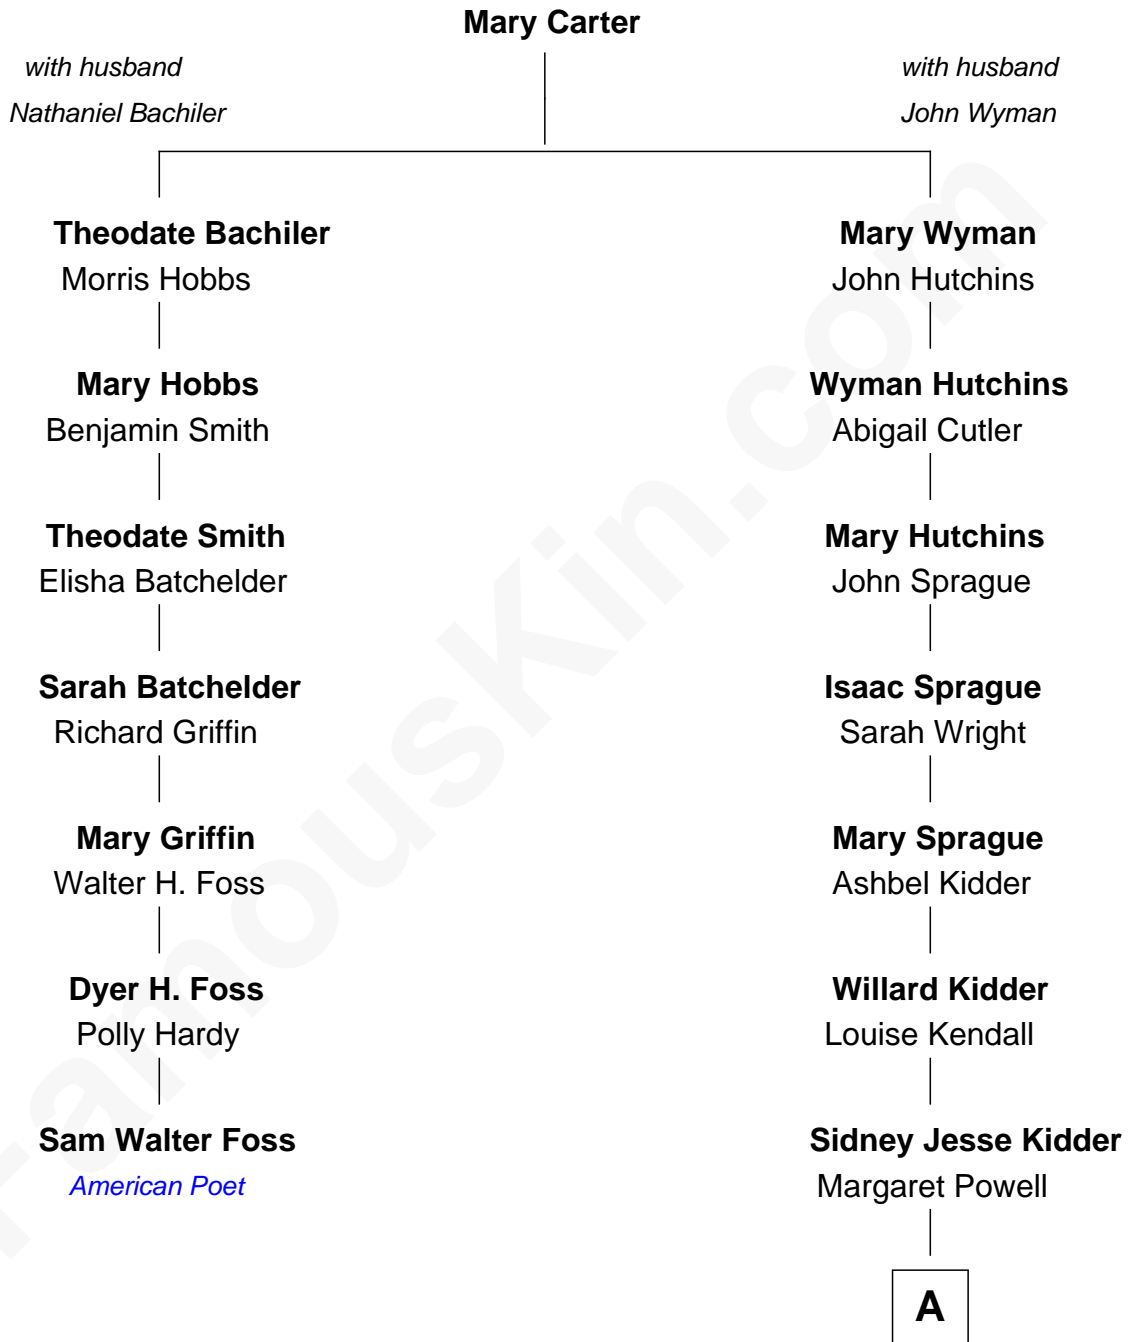 Mary Carter
with husband
Nathaniel Bachiler
with husband
John Wyman
Theodate Bachiler
Morris Hobbs
Mary Hobbs
Benjamin Smith
Theodate Smith
Elisha Batchelder
Sarah Batchelder
Richard Griffin
Mary Griffin
Walter H. Foss
Dyer H. Foss
Polly Hardy
Sam Walter Foss
American Poet
Mary Wyman
John Hutchins
Wyman Hutchins
Abigail Cutler
Mary Hutchins
John Sprague
Isaac Sprague
Sarah Wright
Mary Sprague
Ashbel Kidder
Willard Kidder
Louise Kendall
Sidney Jesse Kidder
Margaret Powell
A
FamousKin.com